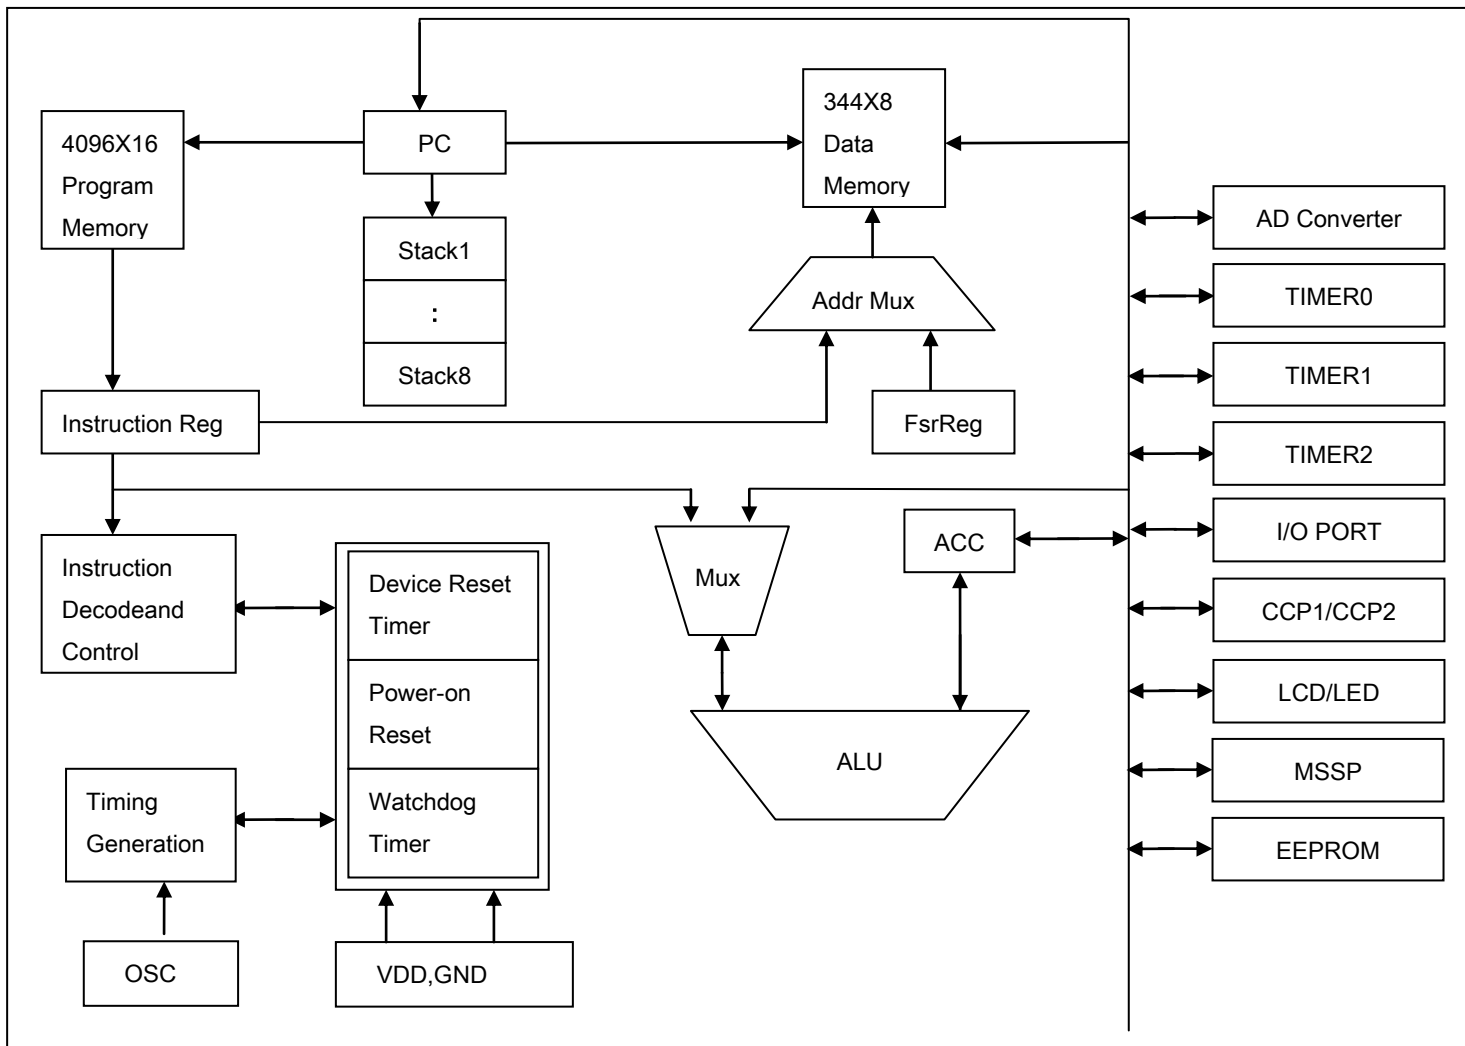 4096X16
Program
Memory
PC
Stack1
:
Stack8
344X8
Data
Memory
Addr Mux
Instruction Reg
FsrReg
Instruction
Decodeand
Control
Device Reset
Timer
Power-on
Reset
Watchdog
Timer
Mux
ACC
ALU
Timing
Generation
OSC
VDD,GND
AD Converter
TIMER0
TIMER1
TIMER2
I/O PORT
CCP1/CCP2
LCD/LED
MSSP
EEPROM